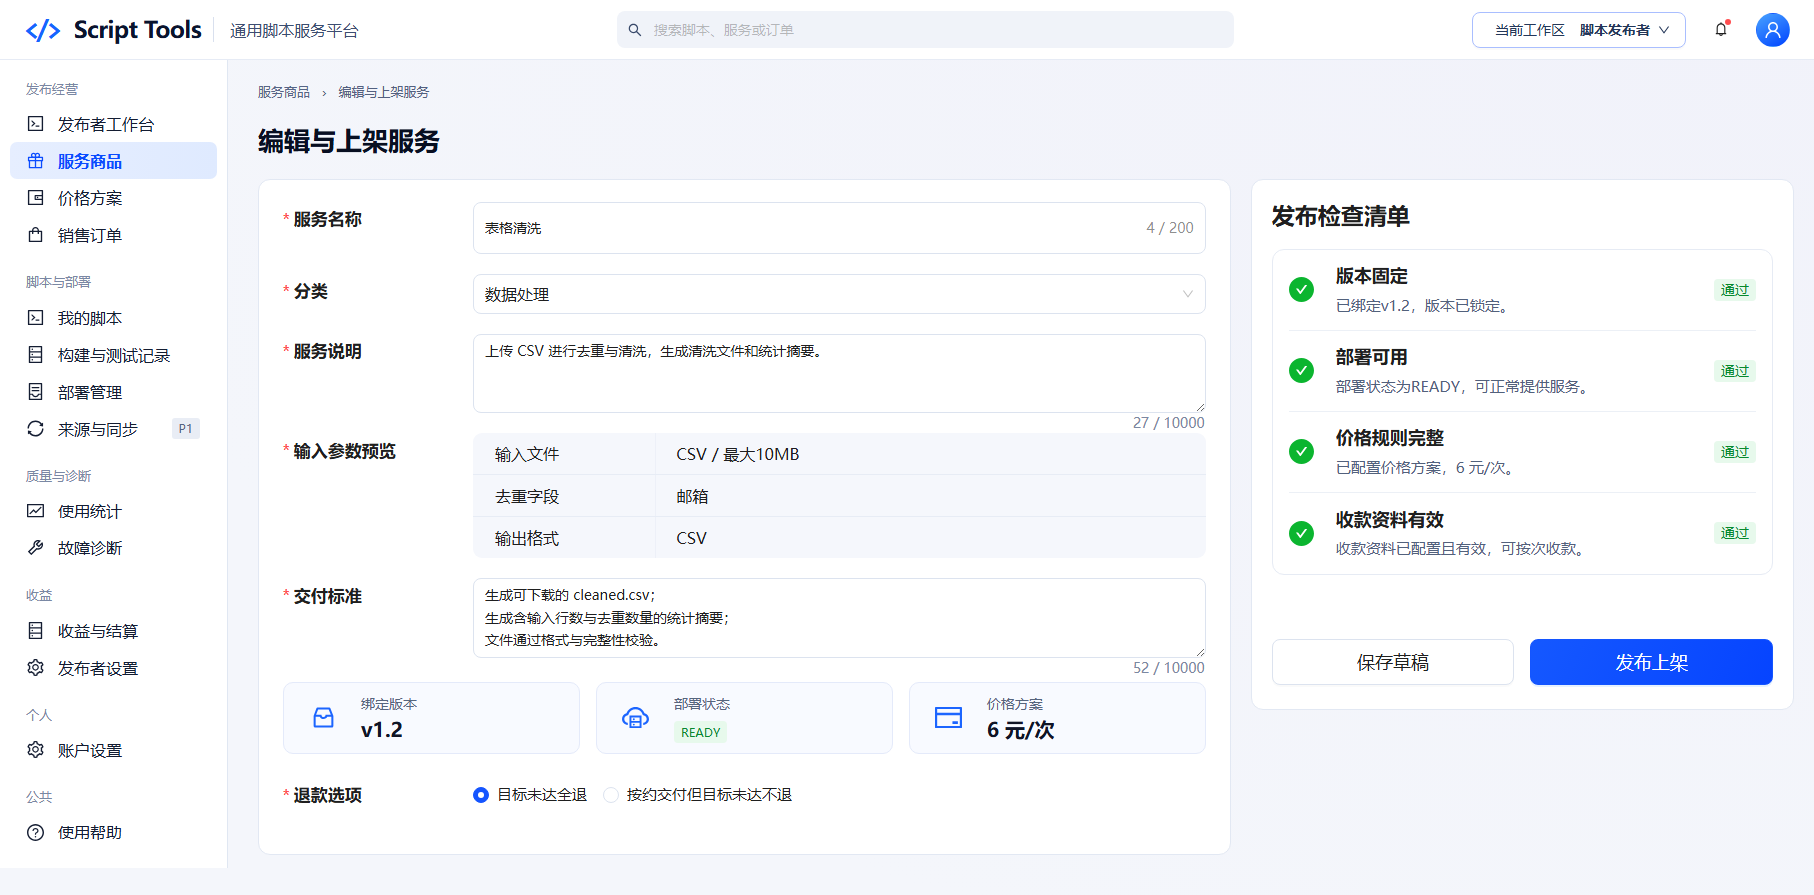 Script Tools
通用脚本服务平台
搜索脚本、服务或订单
当前工作区 脚本发布者
发布经营
发布者工作台
服务商品
价格方案
销售订单
脚本与部署
我的脚本
构建与测试记录
部署管理
来源与同步 P1
质量与诊断
使用统计
故障诊断
收益
收益与结算
发布者设置
个人
账户设置
公共
使用帮助
服务商品 › 编辑与上架服务
编辑与上架服务
* 服务名称
表格清洗 4 / 200
* 分类
数据处理
* 服务说明
上传 CSV 进行去重与清洗，生成清洗文件和统计摘要。
27 / 10000
* 输入参数预览
输入文件 CSV / 最大10MB
去重字段 邮箱
输出格式 CSV
* 交付标准
生成可下载的 cleaned.csv；
生成含输入行数与去重数量的统计摘要；
文件通过格式与完整性校验。
52 / 10000
绑定版本
v1.2
部署状态
READY
价格方案
6 元/次
* 退款选项
目标未达全退 按约交付但目标未达不退
发布检查清单
版本固定
已绑定v1.2，版本已锁定。
通过
部署可用
部署状态为READY，可正常提供服务。
通过
价格规则完整
已配置价格方案，6 元/次。
通过
收款资料有效
收款资料已配置且有效，可按次收款。
通过
保存草稿 发布上架